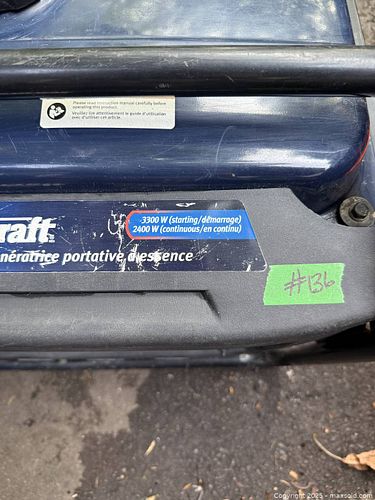 Please read instruction manual carefully before
operating this product.
Veuillez lire attentivement le guide d'utilisation
avant d'utiliser cet article.
raft
3300 W (starting/démarrage)
2400 W (continuous/en continu)
nératrice portative à essence
#136
Copyright 2025 - maxsold.com